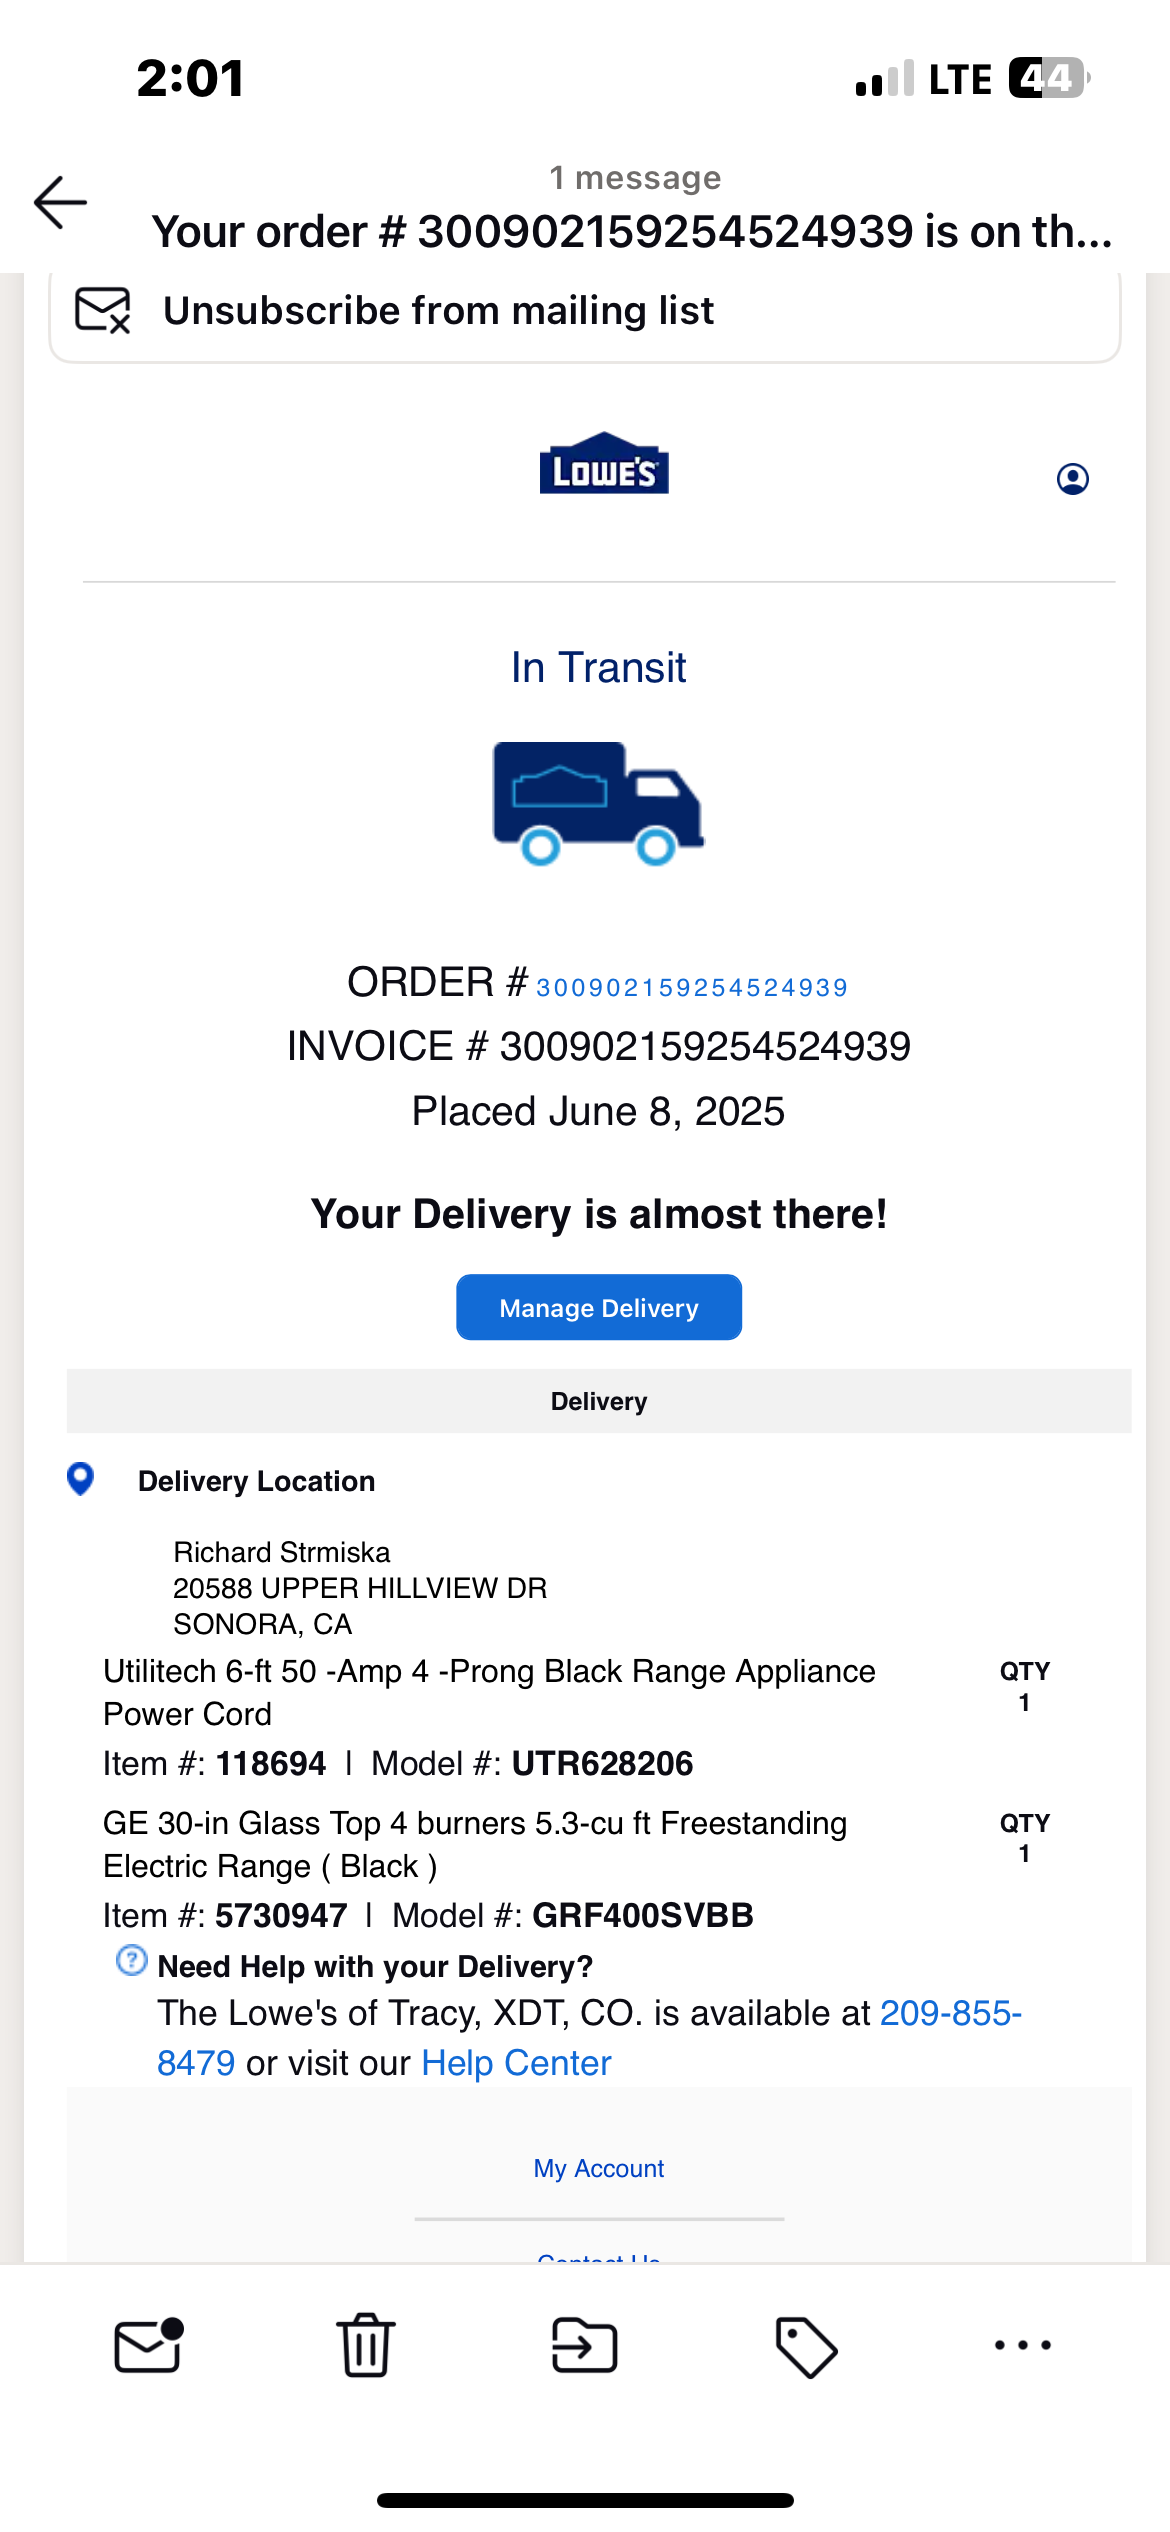 2:01
LTE 44
1 message
Your order # 300902159254524939 is on th...
Unsubscribe from mailing list
LOWE'S
In Transit
ORDER # 300902159254524939
INVOICE # 300902159254524939
Placed June 8, 2025
Your Delivery is almost there!
Manage Delivery
Delivery
Delivery Location
Richard Strmiska
20588 UPPER HILLVIEW DR
SONORA, CA
Utilitech 6-ft 50 -Amp 4 -Prong Black Range Appliance
Power Cord
QTY
1
Item #: 118694 | Model #: UTR628206
GE 30-in Glass Top 4 burners 5.3-cu ft Freestanding
Electric Range ( Black )
QTY
1
Item #: 5730947 | Model #: GRF400SVBB
? Need Help with your Delivery?
The Lowe's of Tracy, XDT, CO. is available at 209-855-
8479 or visit our Help Center
My Account
Contact Us